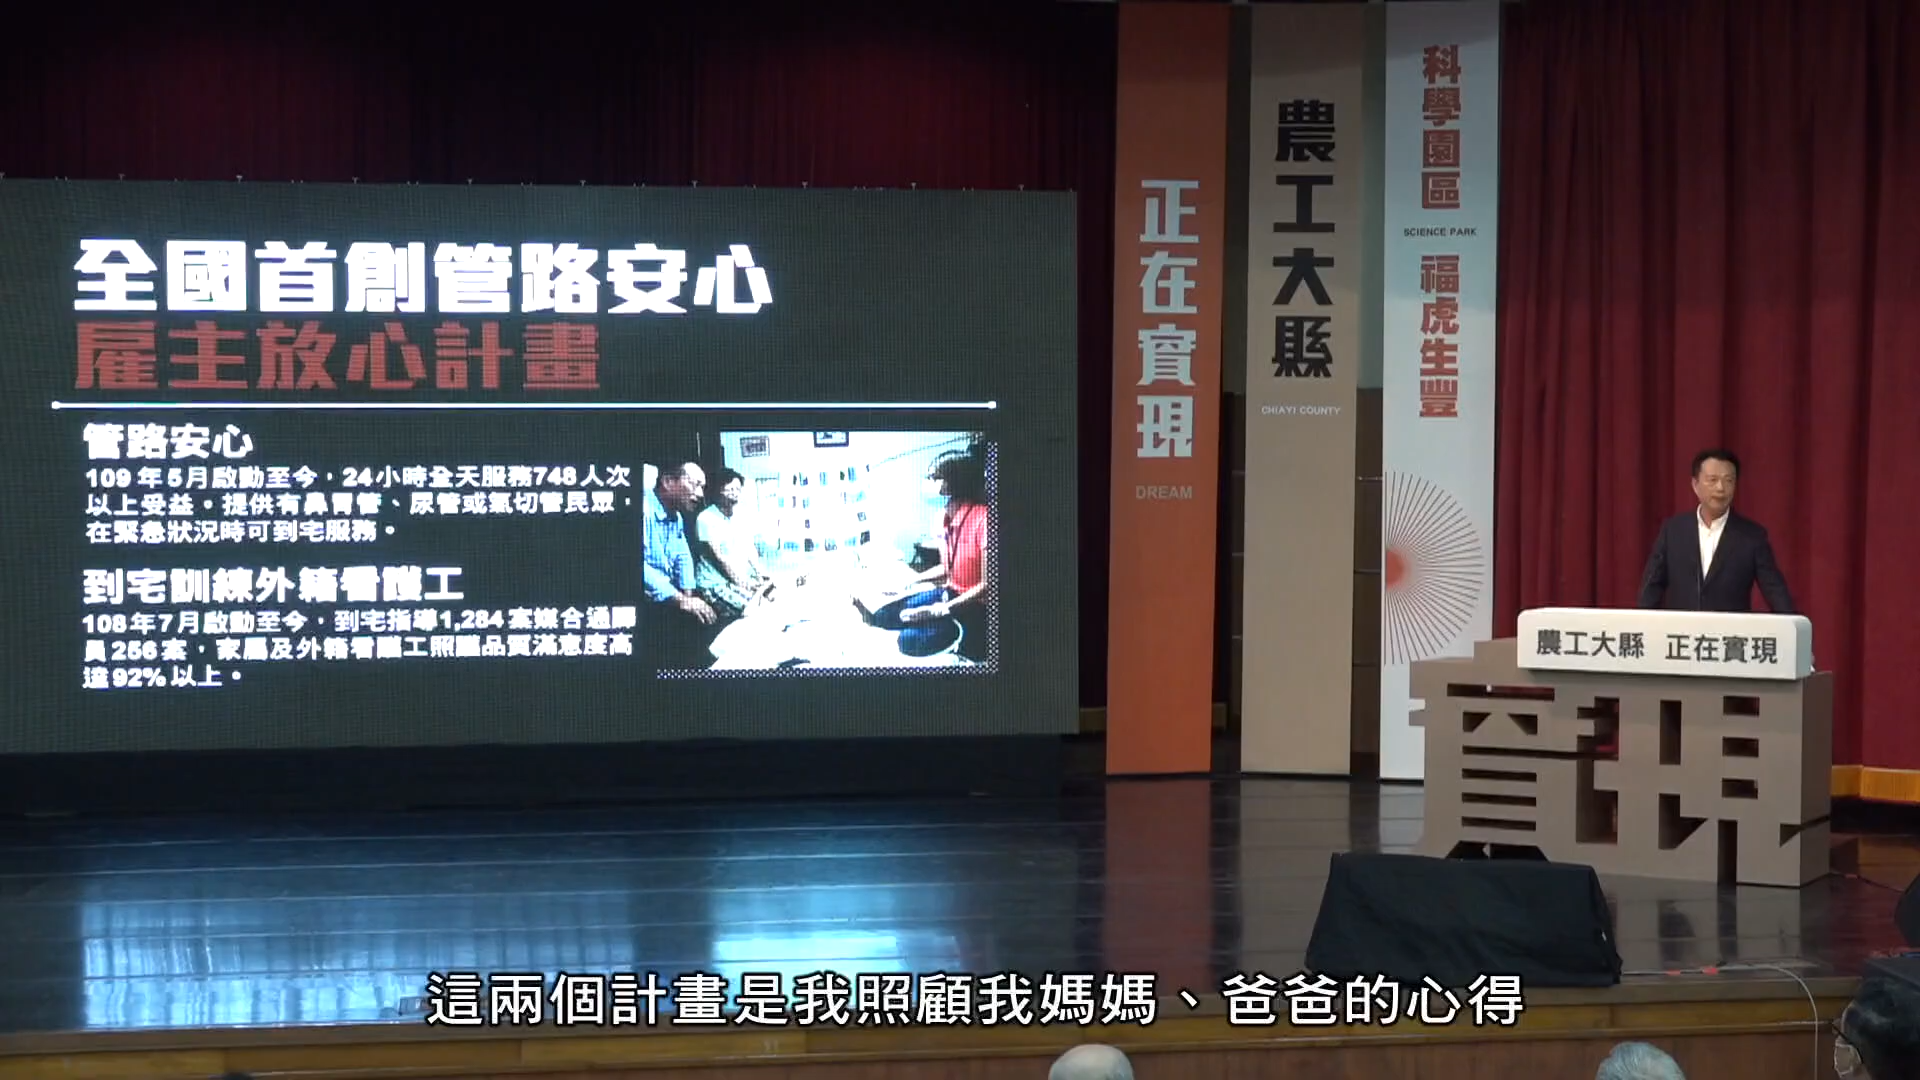 全國首創管路安心
雇主放心計畫
管路安心
109年5月啟動至今，24小時全天服務748人次
以上受益。提供有鼻胃管、尿管或氣切管民眾，
在緊急狀況時可到宅服務。
到宅訓練外籍看護工
108年7月啟動至今，到宅指導1,284案媒合通譯
員256案，家屬及外籍看護工照護品質滿意度高
達92%以上。
正在實現
DREAM
農工大縣
CHIAYI COUNTY
科學園區
SCIENCE PARK
福虎生豐
農工大縣 正在實現
實現
這兩個計畫是我照顧我媽媽、爸爸的心得